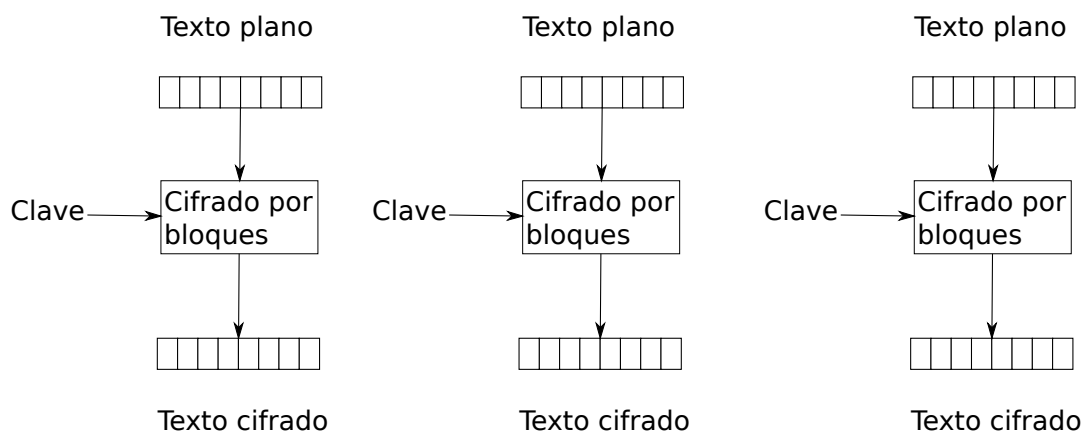 Texto plano
Texto plano
Texto plano
Clave
Cifrado por
bloques
Clave
Cifrado por
bloques
Clave
Cifrado por
bloques
Texto cifrado
Texto cifrado
Texto cifrado